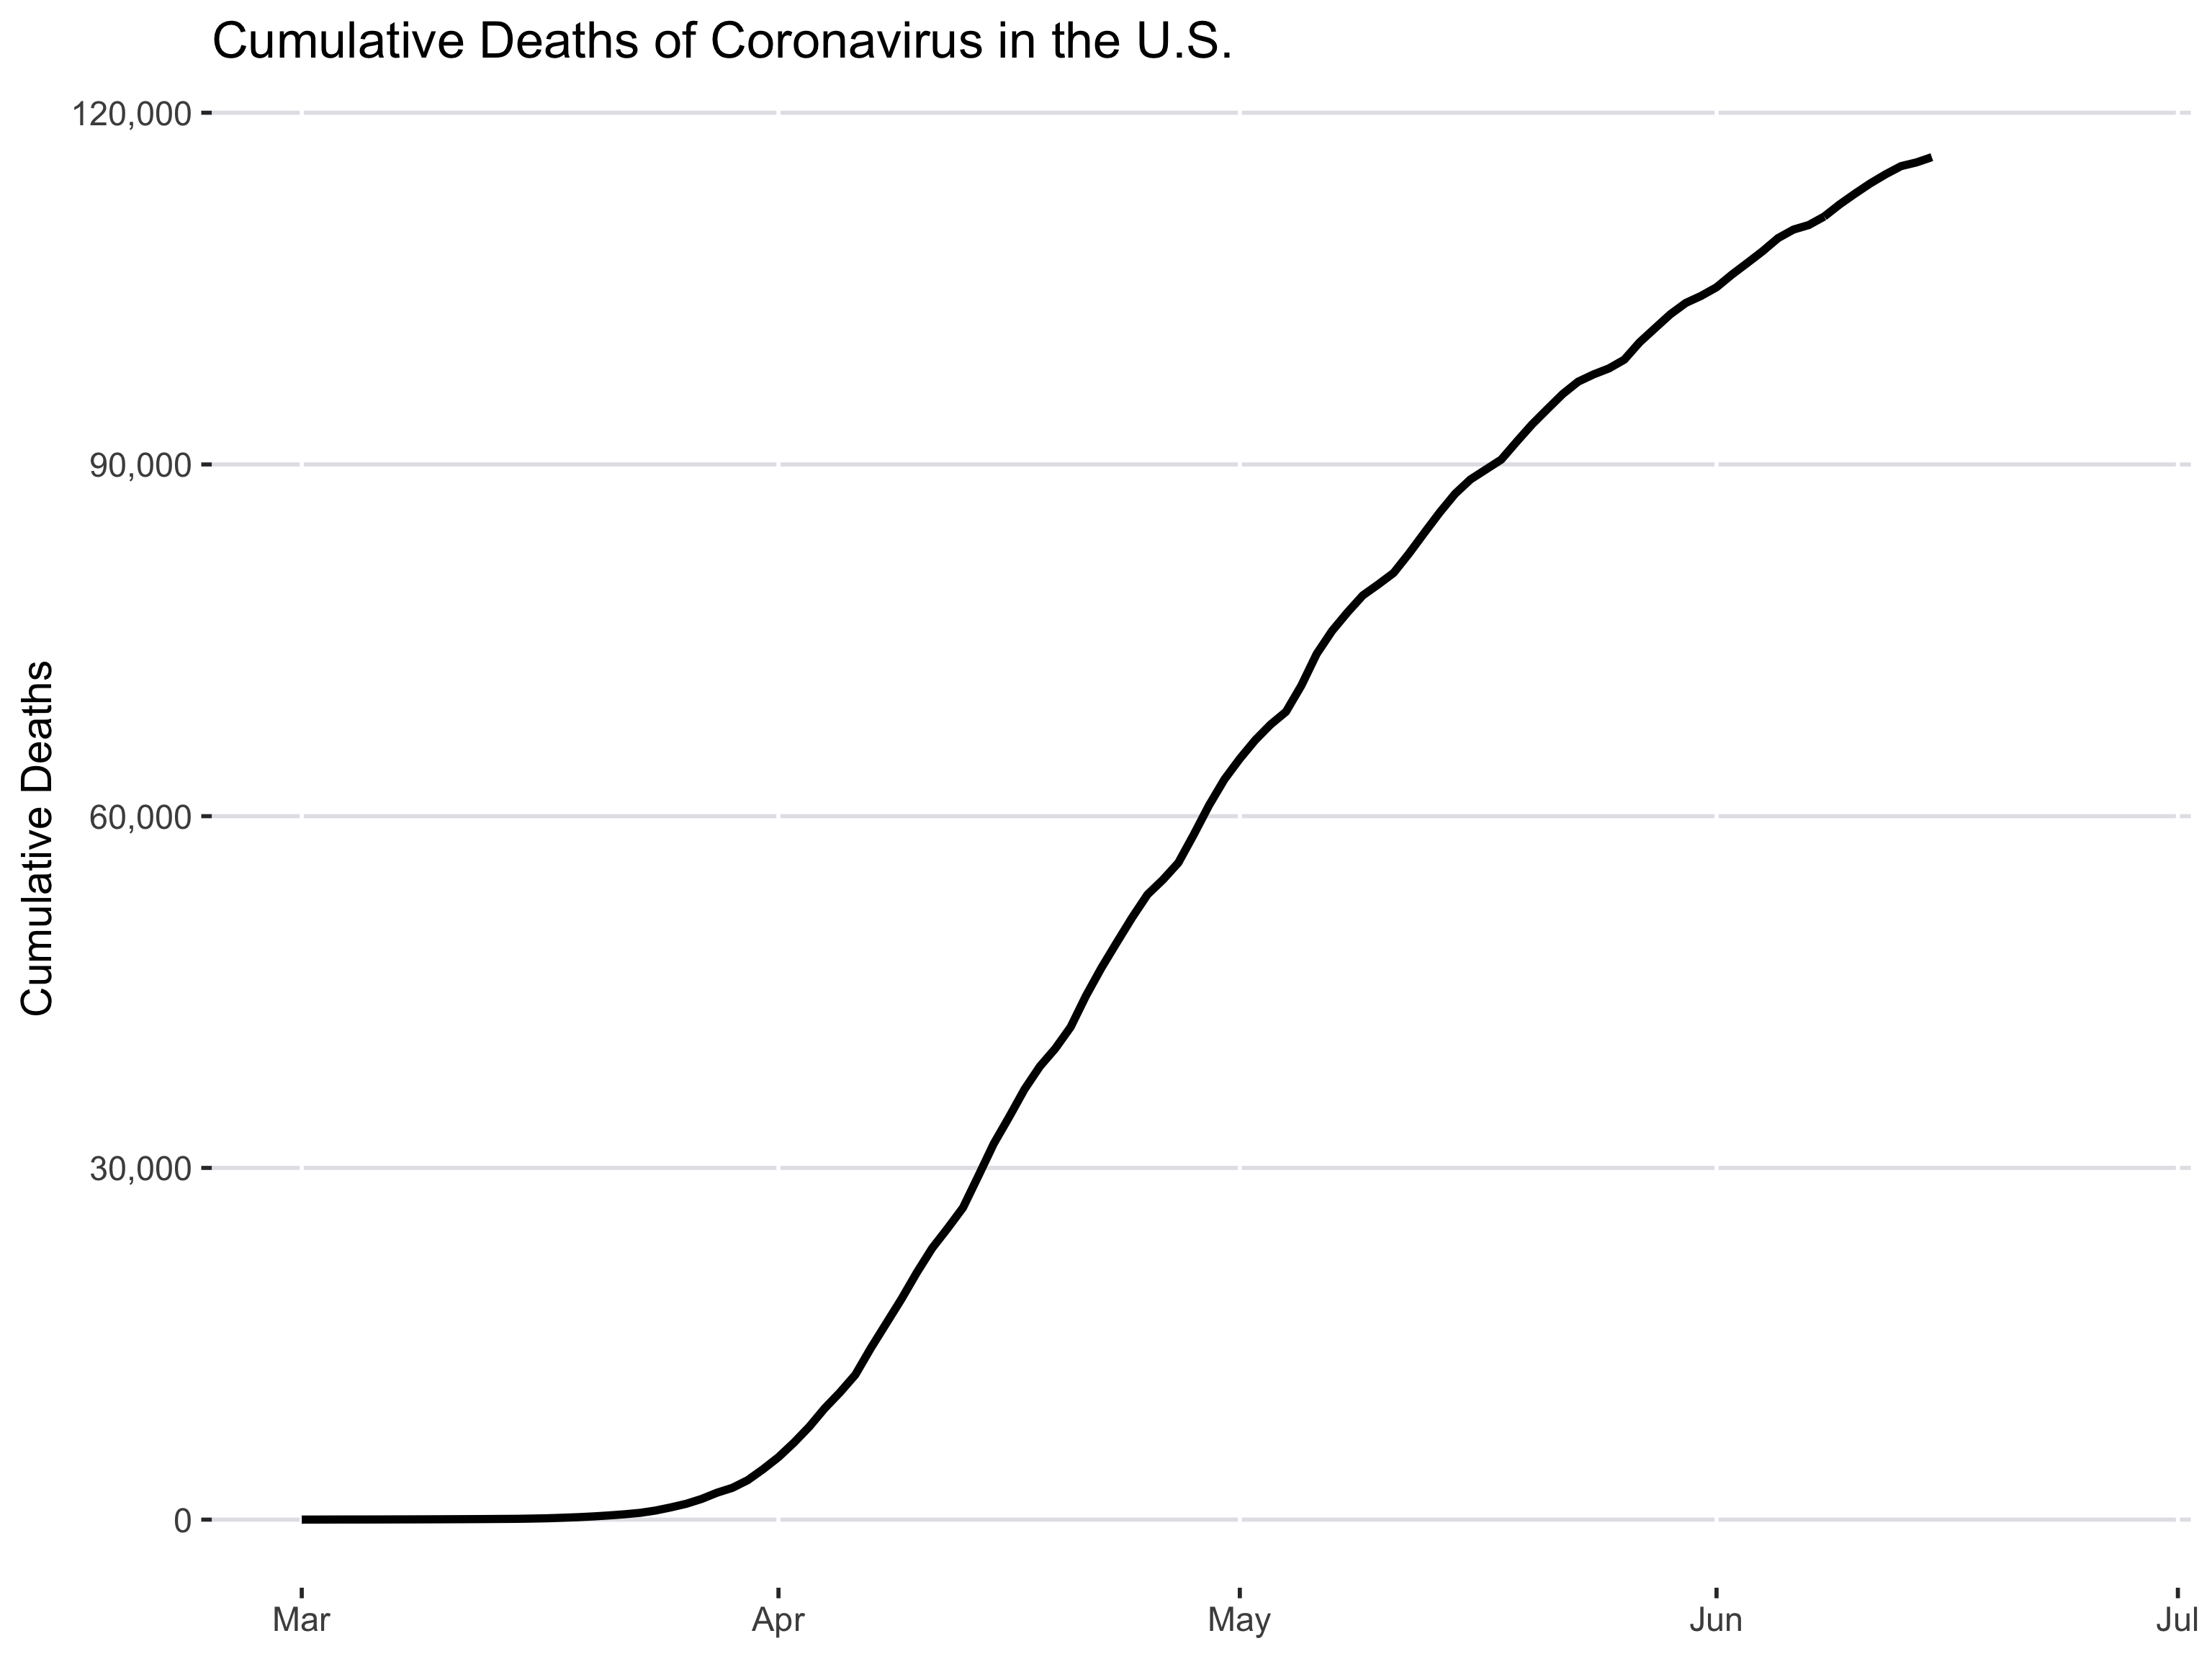 Cumulative Deaths of Coronavirus in the U.S.
Cumulative Deaths
120,000
90,000
60,000
30,000
0
Mar Apr May Jun Jul